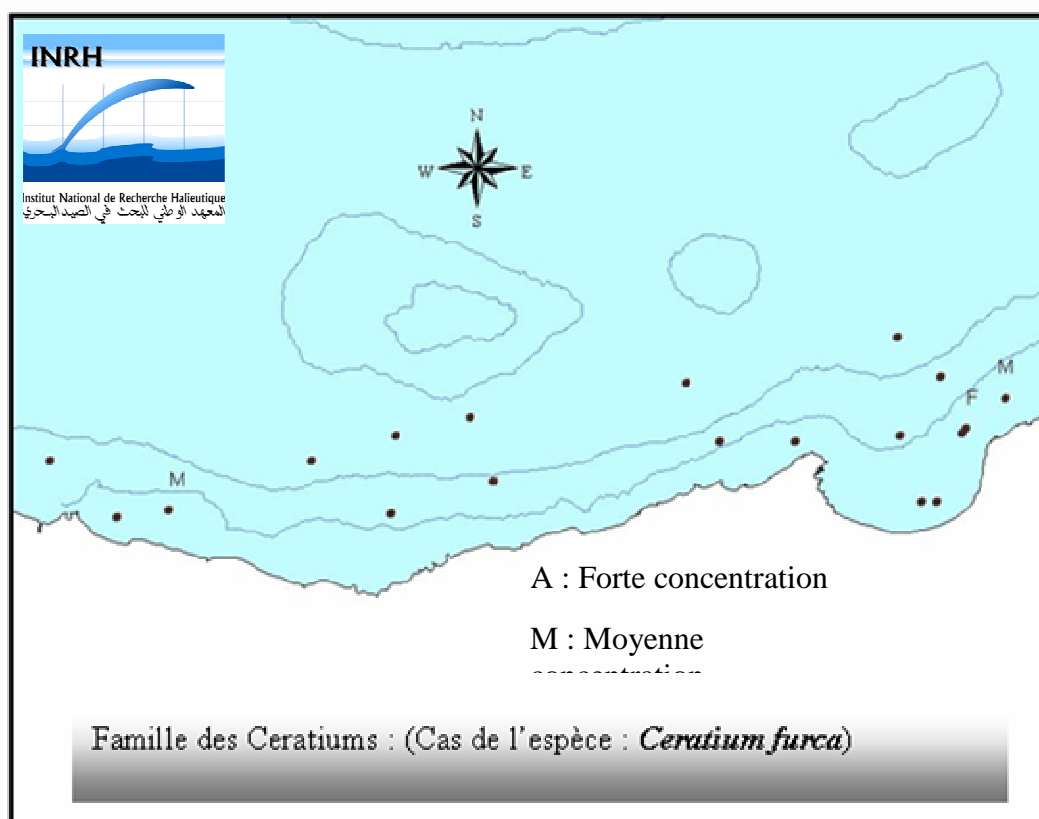 INRH
Institut National de Recherche Halieutique
المعهد الوطني للبحث في الصيد البحري
N
W E
S
M
F
M
A : Forte concentration
M : Moyenne
concentration
Famille des Ceratiums : (Cas de l'espèce : Ceratium furca)